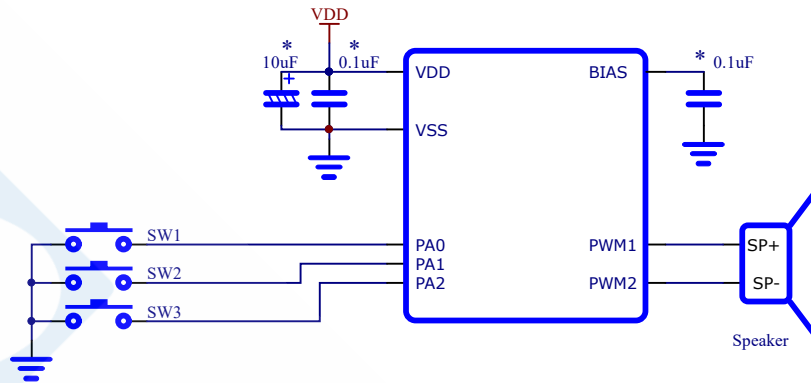 VDD
* *
10uF 0.1uF
+
* 0.1uF
VDD BIAS
VSS
SW1 PA0 PWM1 SP+
SW2 PA1
SW3 PA2 PWM2 SP-
Speaker